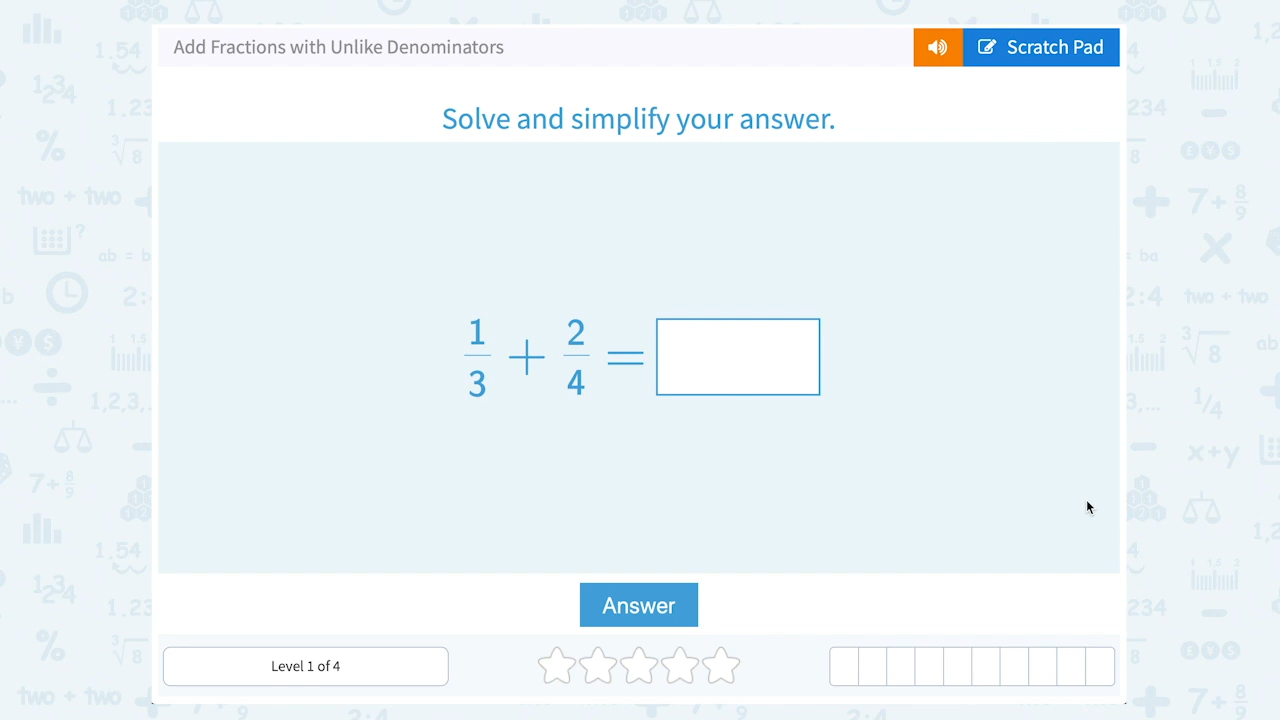 Add Fractions with Unlike Denominators
Scratch Pad
Solve and simplify your answer.
1/3 + 2/4 =
Answer
Level 1 of 4